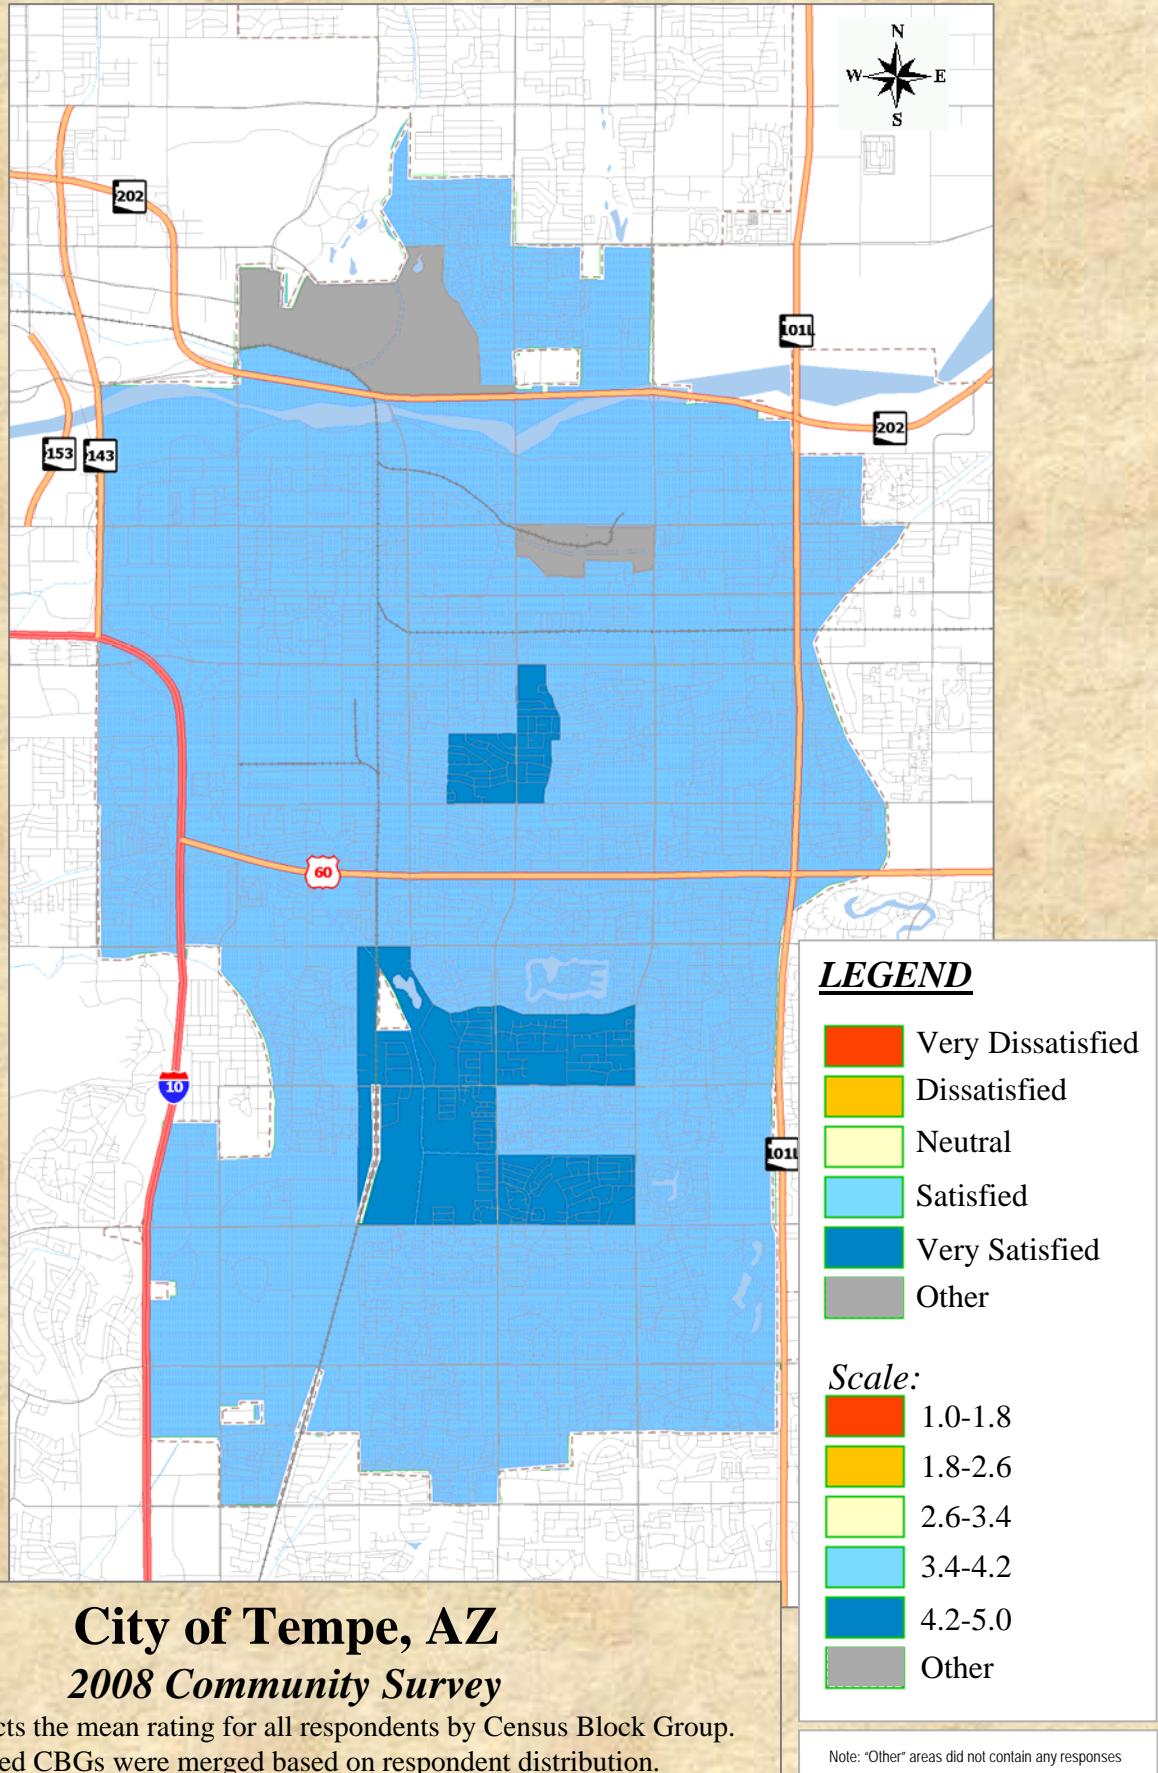 N
W E
S
202
101L
202
153
143
60
10
101L
LEGEND
Very Dissatisfied
Dissatisfied
Neutral
Satisfied
Very Satisfied
Other
Scale:
1.0-1.8
1.8-2.6
2.6-3.4
3.4-4.2
4.2-5.0
Other
City of Tempe, AZ
2008 Community Survey
cts the mean rating for all respondents by Census Block Group.
ed CBGs were merged based on respondent distribution.
Note: "Other" areas did not contain any responses